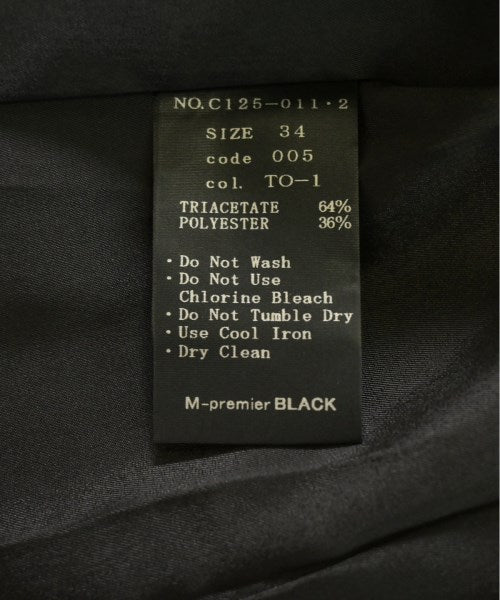 NO.C125-011・2
SIZE 34
code 005
col. TO-1
TRIACETATE 64%
POLYESTER 36%
・Do Not Wash
・Do Not Use
Chlorine Bleach
・Do Not Tumble Dry
・Use Cool Iron
・Dry Clean
M-premier BLACK